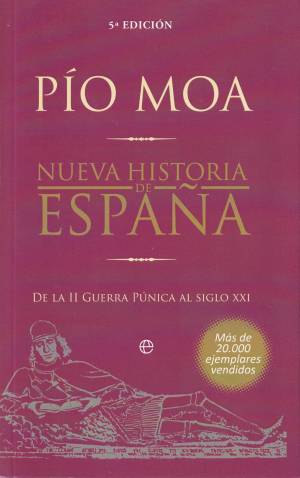 5ª EDICIÓN
PÍO MOA
NUEVA HISTORIA
DE
ESPAÑA
DE LA II GUERRA PÚNICA AL SIGLO XXI
Más de
20.000
ejemplares
vendidos